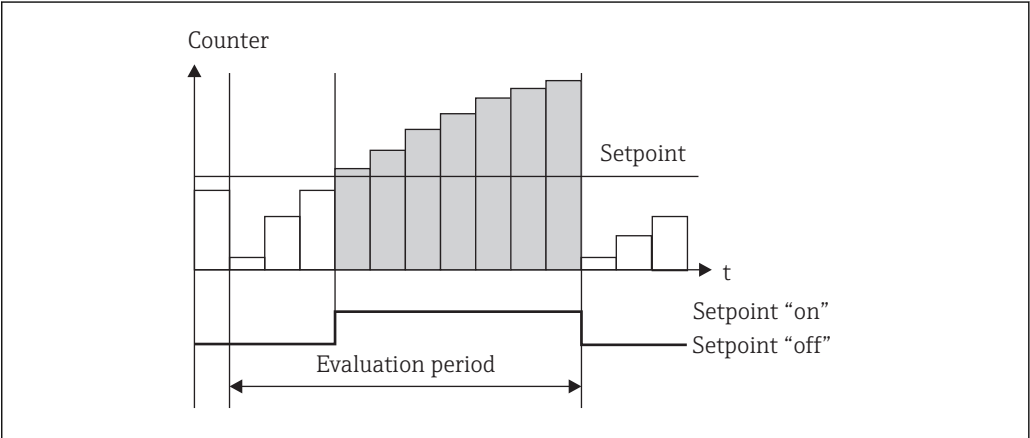 Counter
Setpoint
t
Setpoint “on”
Setpoint “off”
Evaluation period